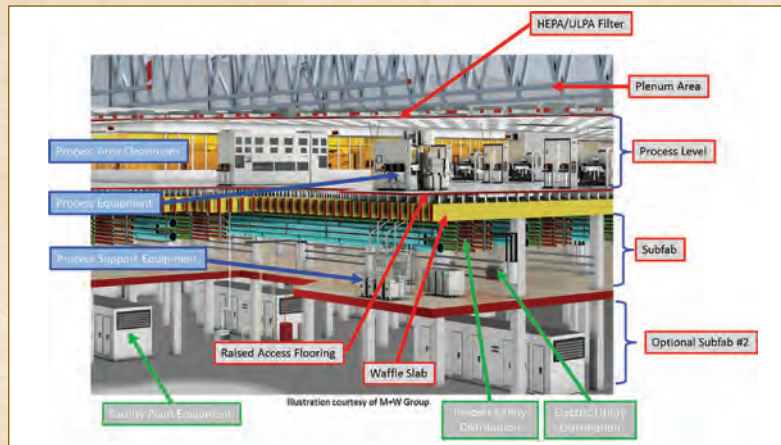 HEPA/ULPA Filter
Plenum Area
Process Area Cleanroom
Process Level
Process Equipment
Process Support Equipment
Subfab
Raised Access Flooring
Waffle Slab
Optional Subfab #2
Facility Plant Equipment
Illustration courtesy of M+W Group.
Process Utility
Distribution
Electric Utility
Distribution